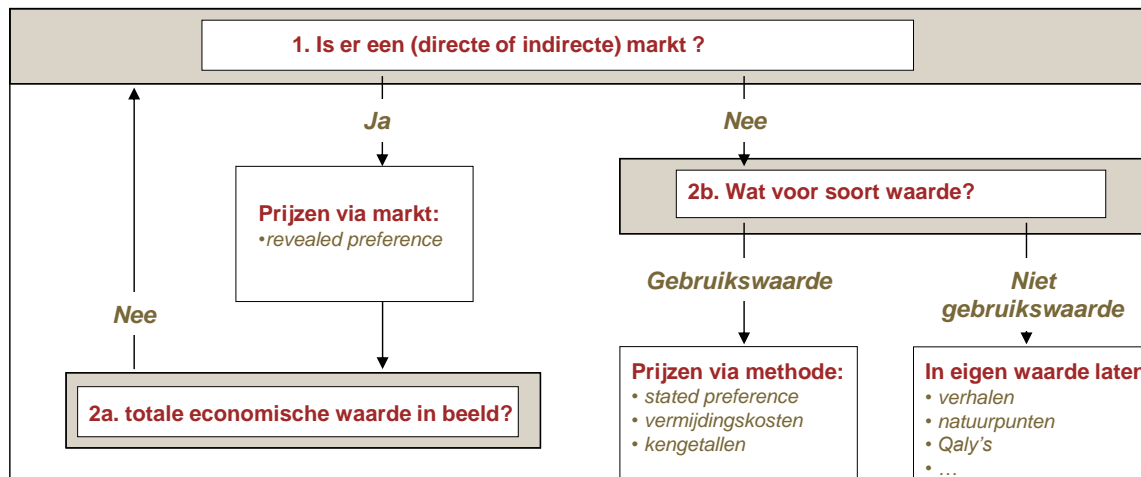 1. Is er een (directe of indirecte) markt ?
Ja
Nee
Prijzen via markt:
•revealed preference
2b. Wat voor soort waarde?
Gebruikswaarde
Niet
gebruikswaarde
Nee
2a. totale economische waarde in beeld?
Prijzen via methode:
• stated preference
• vermijdingskosten
• kengetallen
In eigen waarde laten
• verhalen
• natuurpunten
• Qaly's
• ...